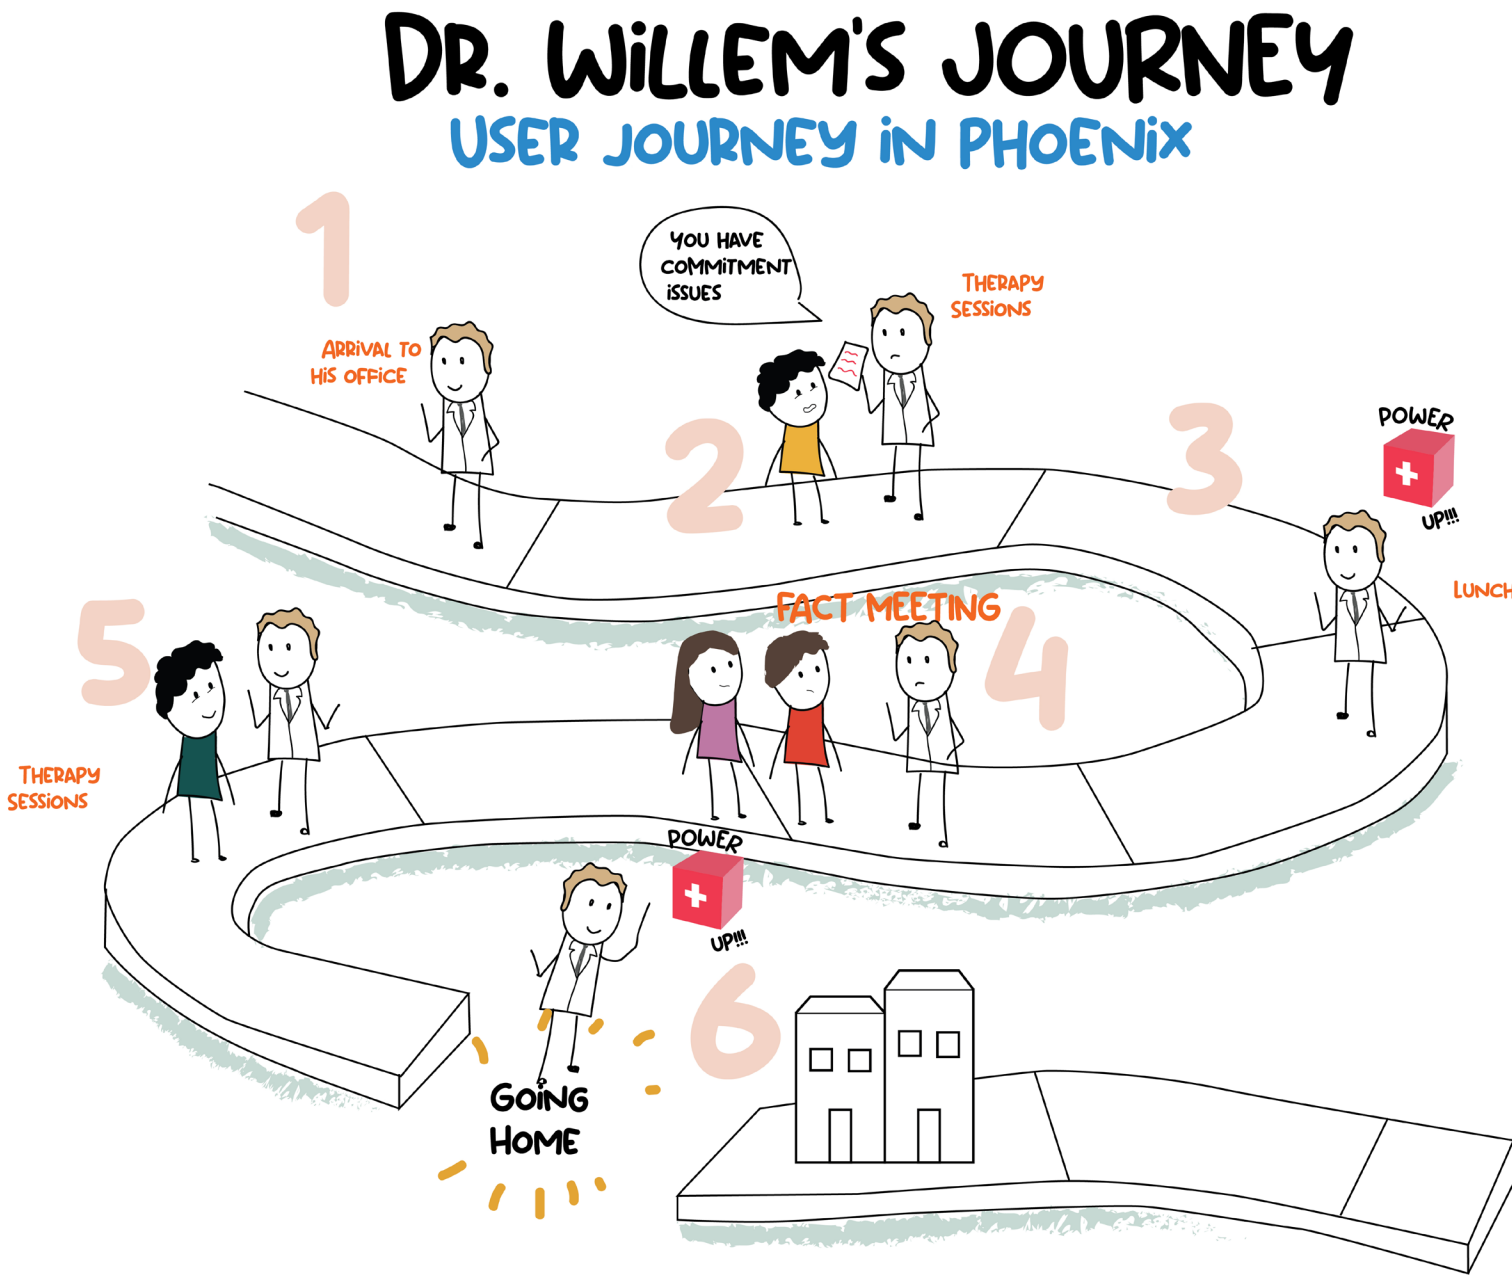 DR. WiLLEM'S JOURNEY
USER JOURNEY iN PHOENiX
1
ARRiVAL TO
HiS OFFiCE
YOU HAVE
COMMiTMENT
iSSUES
THERAPY
SESSiONS
2
3
POWER
UP!!!
LUNCH
FACT MEETiNG
4
5
THERAPY
SESSiONS
POWER
UP!!!
6
GOiNG
HOME